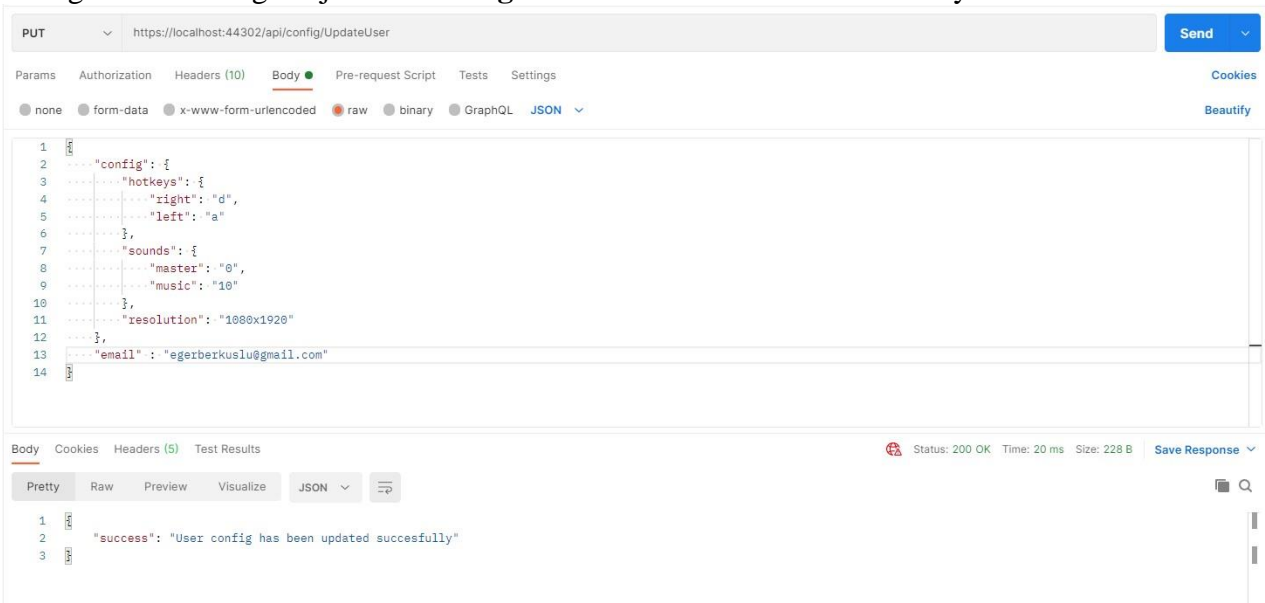 PUT https://localhost:44302/api/config/UpdateUser Send
Params Authorization Headers (10) Body Pre-request Script Tests Settings Cookies
none form-data x-www-form-urlencoded raw binary GraphQL JSON Beautify
1 {
2 "config": {
3 "hotkeys": {
4 "right": "d",
5 "left": "a"
6 },
7 "sounds": {
8 "master": "0",
9 "music": "10"
10 },
11 "resolution": "1080x1920"
12 },
13 "email" : "egerberkuslu@gmail.com"
14 }
Body Cookies Headers (5) Test Results Status: 200 OK Time: 20 ms Size: 228 B Save Response
Pretty Raw Preview Visualize JSON
1 {
2 "success": "User config has been updated succesfully"
3 }